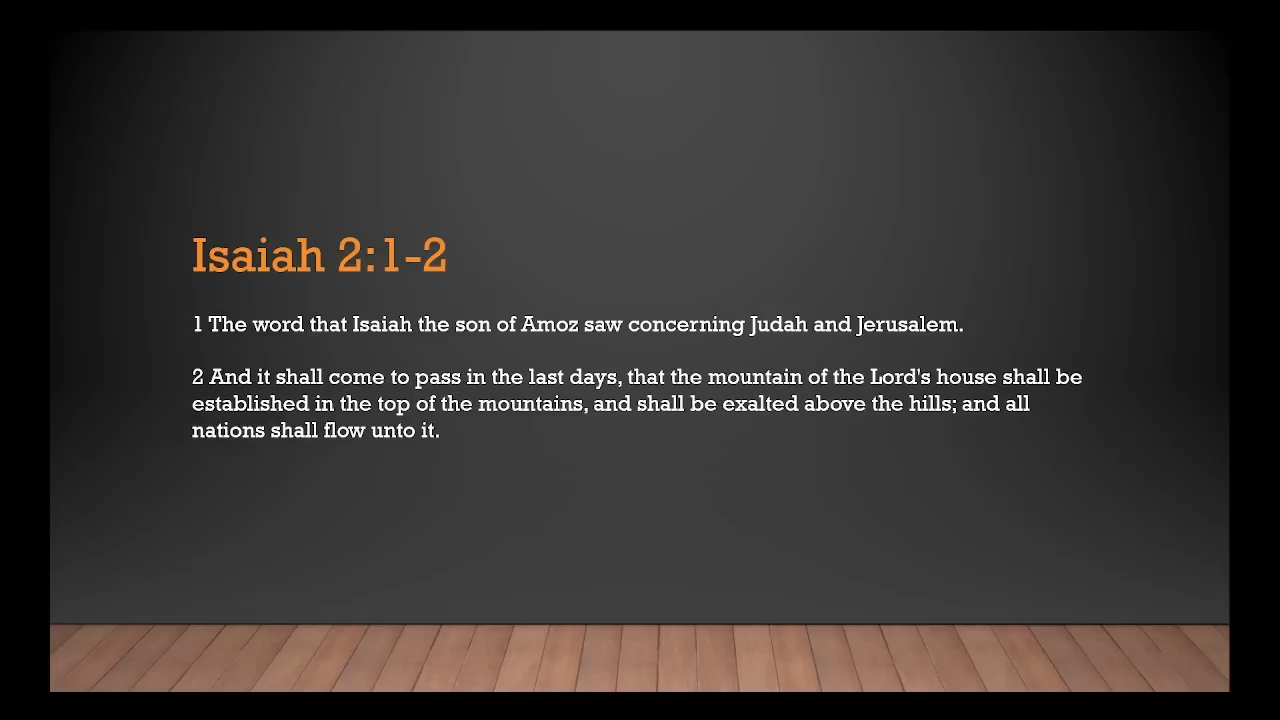 Isaiah 2:1-2
1 The word that Isaiah the son of Amoz saw concerning Judah and Jerusalem.
2 And it shall come to pass in the last days, that the mountain of the Lord's house shall be
established in the top of the mountains, and shall be exalted above the hills; and all
nations shall flow unto it.